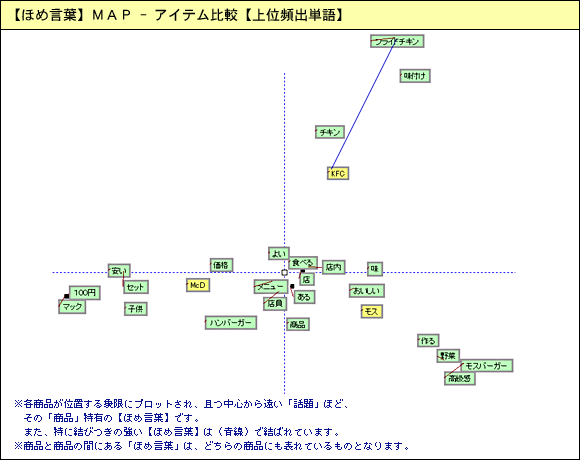 【ほめ言葉】ＭＡＰ － アイテム比較【上位頻出単語】
フライドチキン
味付け
チキン
KFC
よい
食べる
店内
味
価格
安い
店
McD
メニュー
セット
100円
ある
おいしい
マック
子供
店員
モス
ハンバーガー
商品
作る
野菜
モスバーガー
高級感
※各商品が位置する象限にプロットされ、且つ中心から遠い「話題」ほど、
その「商品」特有の【ほめ言葉】です。
また、特に結びつきの強い【ほめ言葉】は（青線）で結ばれています。
※商品と商品の間にある「ほめ言葉」は、どちらの商品にも表れているものとなります。